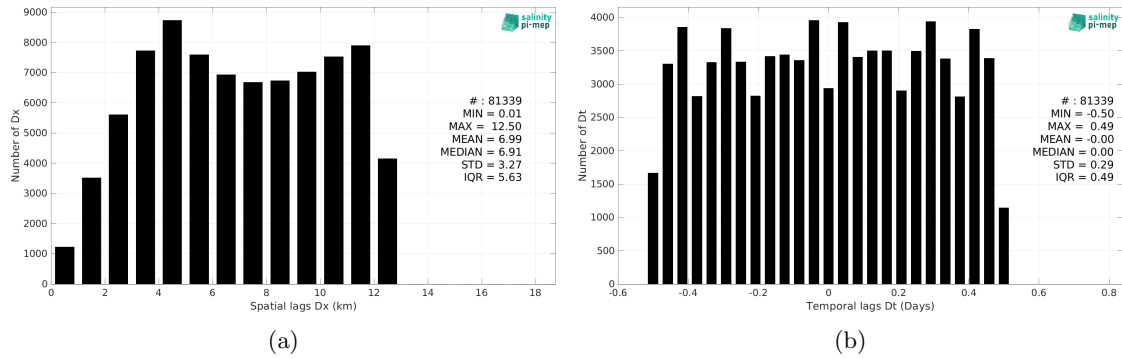 9000
8000
7000
6000
5000
4000
3000
2000
1000
0
Number of Dx
0 2 4 6 8 10 12 14 16 18
Spatial lags Dx (km)
salinity
pi-mep
# : 81339
MIN = 0.01
MAX = 12.50
MEAN = 6.99
MEDIAN = 6.91
STD = 3.27
IQR = 5.63
(a)
4000
3500
3000
2500
2000
1500
1000
500
0
Number of Dt
-0.6 -0.4 -0.2 0 0.2 0.4 0.6 0.8
Temporal lags Dt (Days)
salinity
pi-mep
# : 81339
MIN = -0.50
MAX = 0.49
MEAN = -0.00
MEDIAN = 0.00
STD = 0.29
IQR = 0.49
(b)